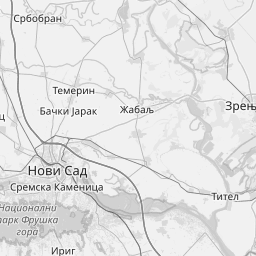 Србобран
Темерин
Бачки Јарак
Жабаљ
Зрењ
ц
Нови Сад
Сремска Каменица
Тител
Национални
парк Фрушка
гора
Ириг